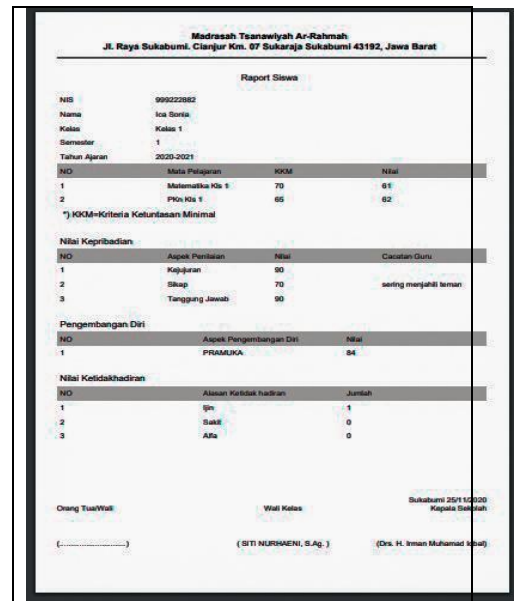 Madrasah Tsanawiyah Ar-Rahmah
Jl. Raya Sukabumi. Cianjur Km. 07 Sukaraja Sukabumi 43192, Jawa Barat
Raport Siswa
NIS 999222882
Nama Ica Sonia
Kelas Kelas 1
Semester 1
Tahun Ajaran 2020-2021
NO Mata Pelajaran KKM Nilai
1 Matematika Kls 1 70 61
2 PKn Kls 1 65 62
*) KKM=Kriteria Ketuntasan Minimal
Nilai Kepribadian
NO Aspek Penilaian Nilai Cacatan Guru
1 Kejujuran 90
2 Sikap 70 sering menjahili teman
3 Tanggung Jawab 90
Pengembangan Diri
NO Aspek Pengembangan Diri Nilai
1 PRAMUKA 84
Nilai Ketidakhadiran
NO Alasan Ketidak hadiran Jumlah
1 Ijin 1
2 Sakit 0
3 Alfa 0
Sukabumi 25/11/2020
Orang Tua/Wali Wali Kelas Kepala Sekolah
(............................) ( SITI NURHAENI, S.Ag. ) (Drs. H. Irman Muhamad Iqbal)